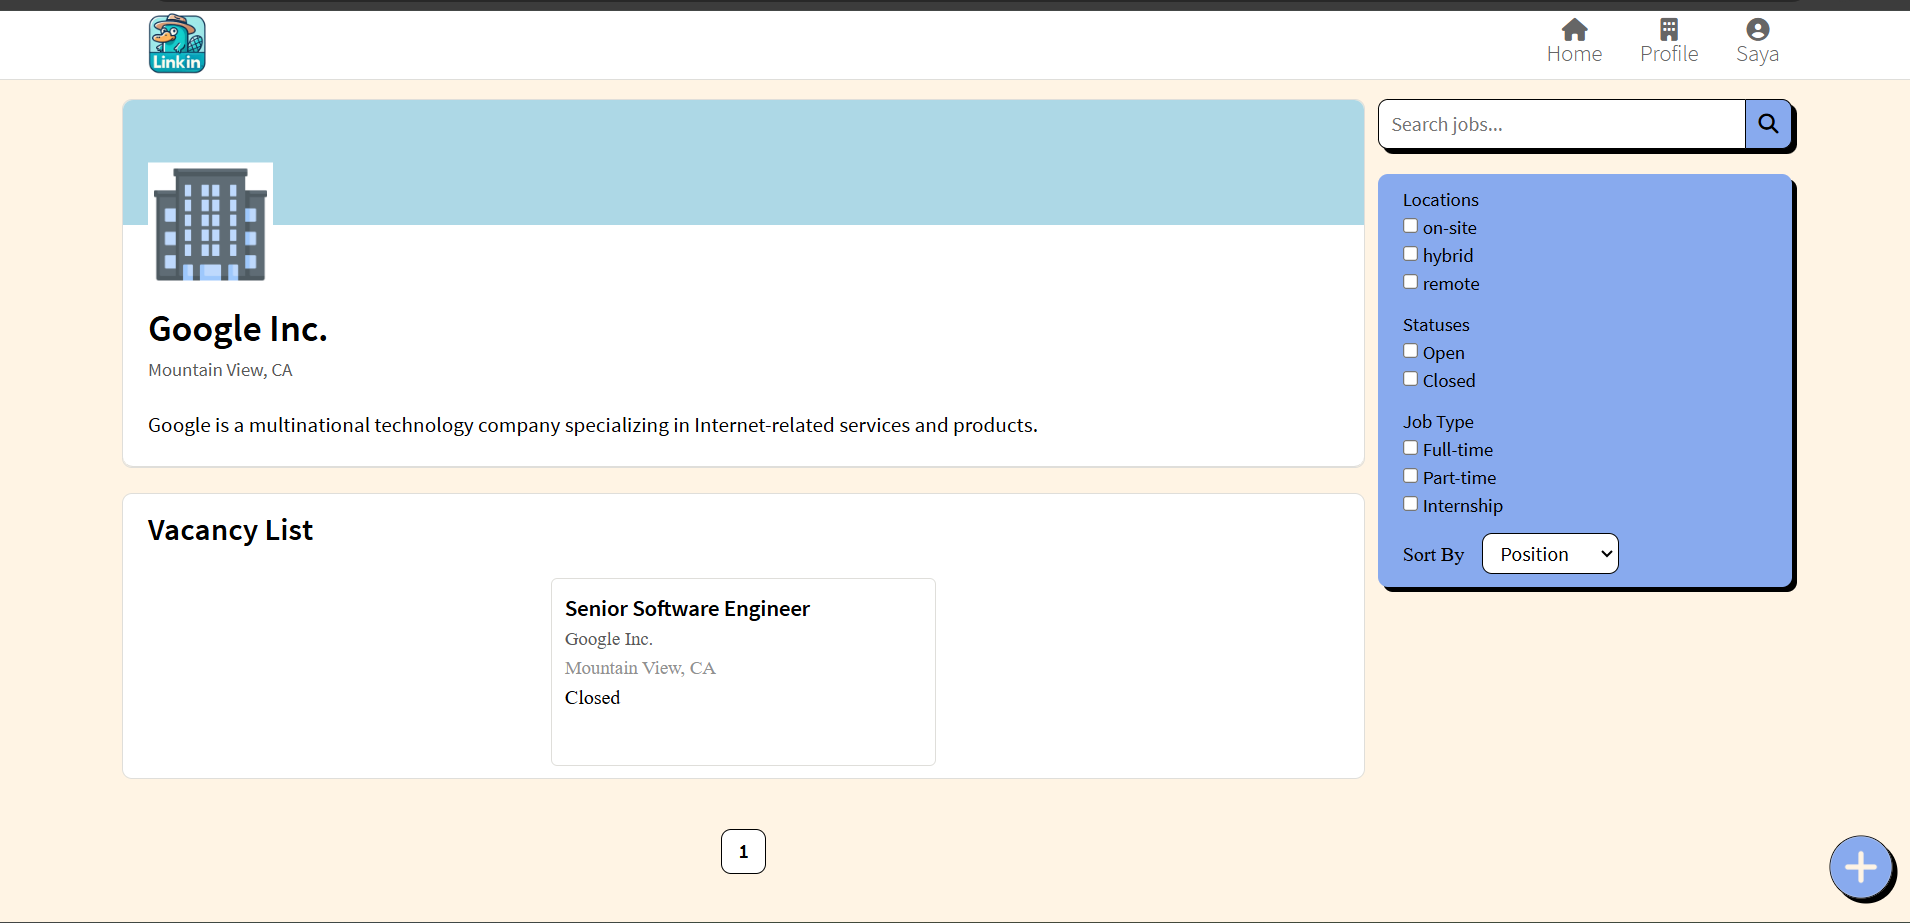 Linkin
Home
Profile
Saya
Google Inc.
Mountain View, CA
Google is a multinational technology company specializing in Internet-related services and products.
Vacancy List
Senior Software Engineer
Google Inc.
Mountain View, CA
Closed
1
Search jobs...
Locations
on-site
hybrid
remote
Statuses
Open
Closed
Job Type
Full-time
Part-time
Internship
Sort By Position